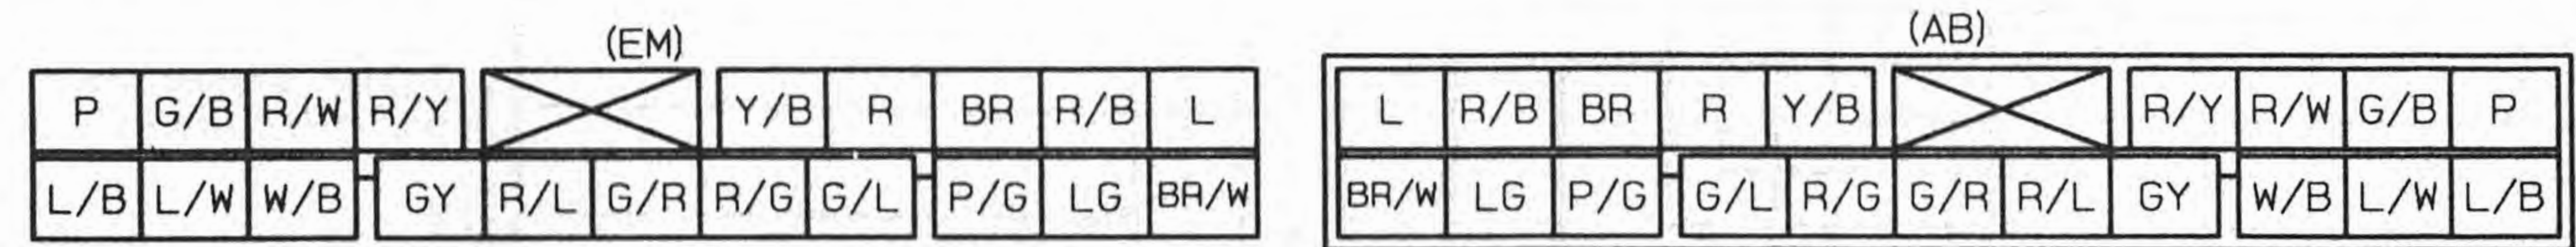 (EM)
P G/B R/W R/Y Y/B R BR R/B L
L/B L/W W/B GY R/L G/R R/G G/L P/G LG BR/W
(AB)
L R/B BR R Y/B R/Y R/W G/B P
BR/W LG P/G G/L R/G G/R R/L GY W/B L/W L/B